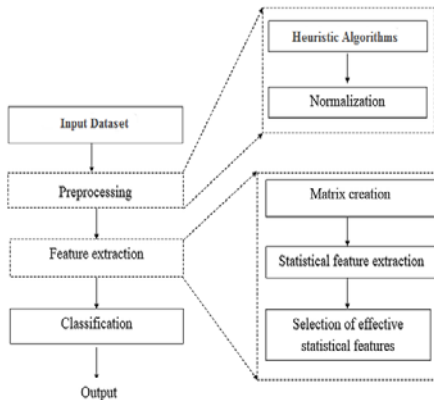 Heuristic Algorithms
Normalization
Input Dataset
Preprocessing
Feature extraction
Classification
Output
Matrix creation
Statistical feature extraction
Selection of effective
statistical features